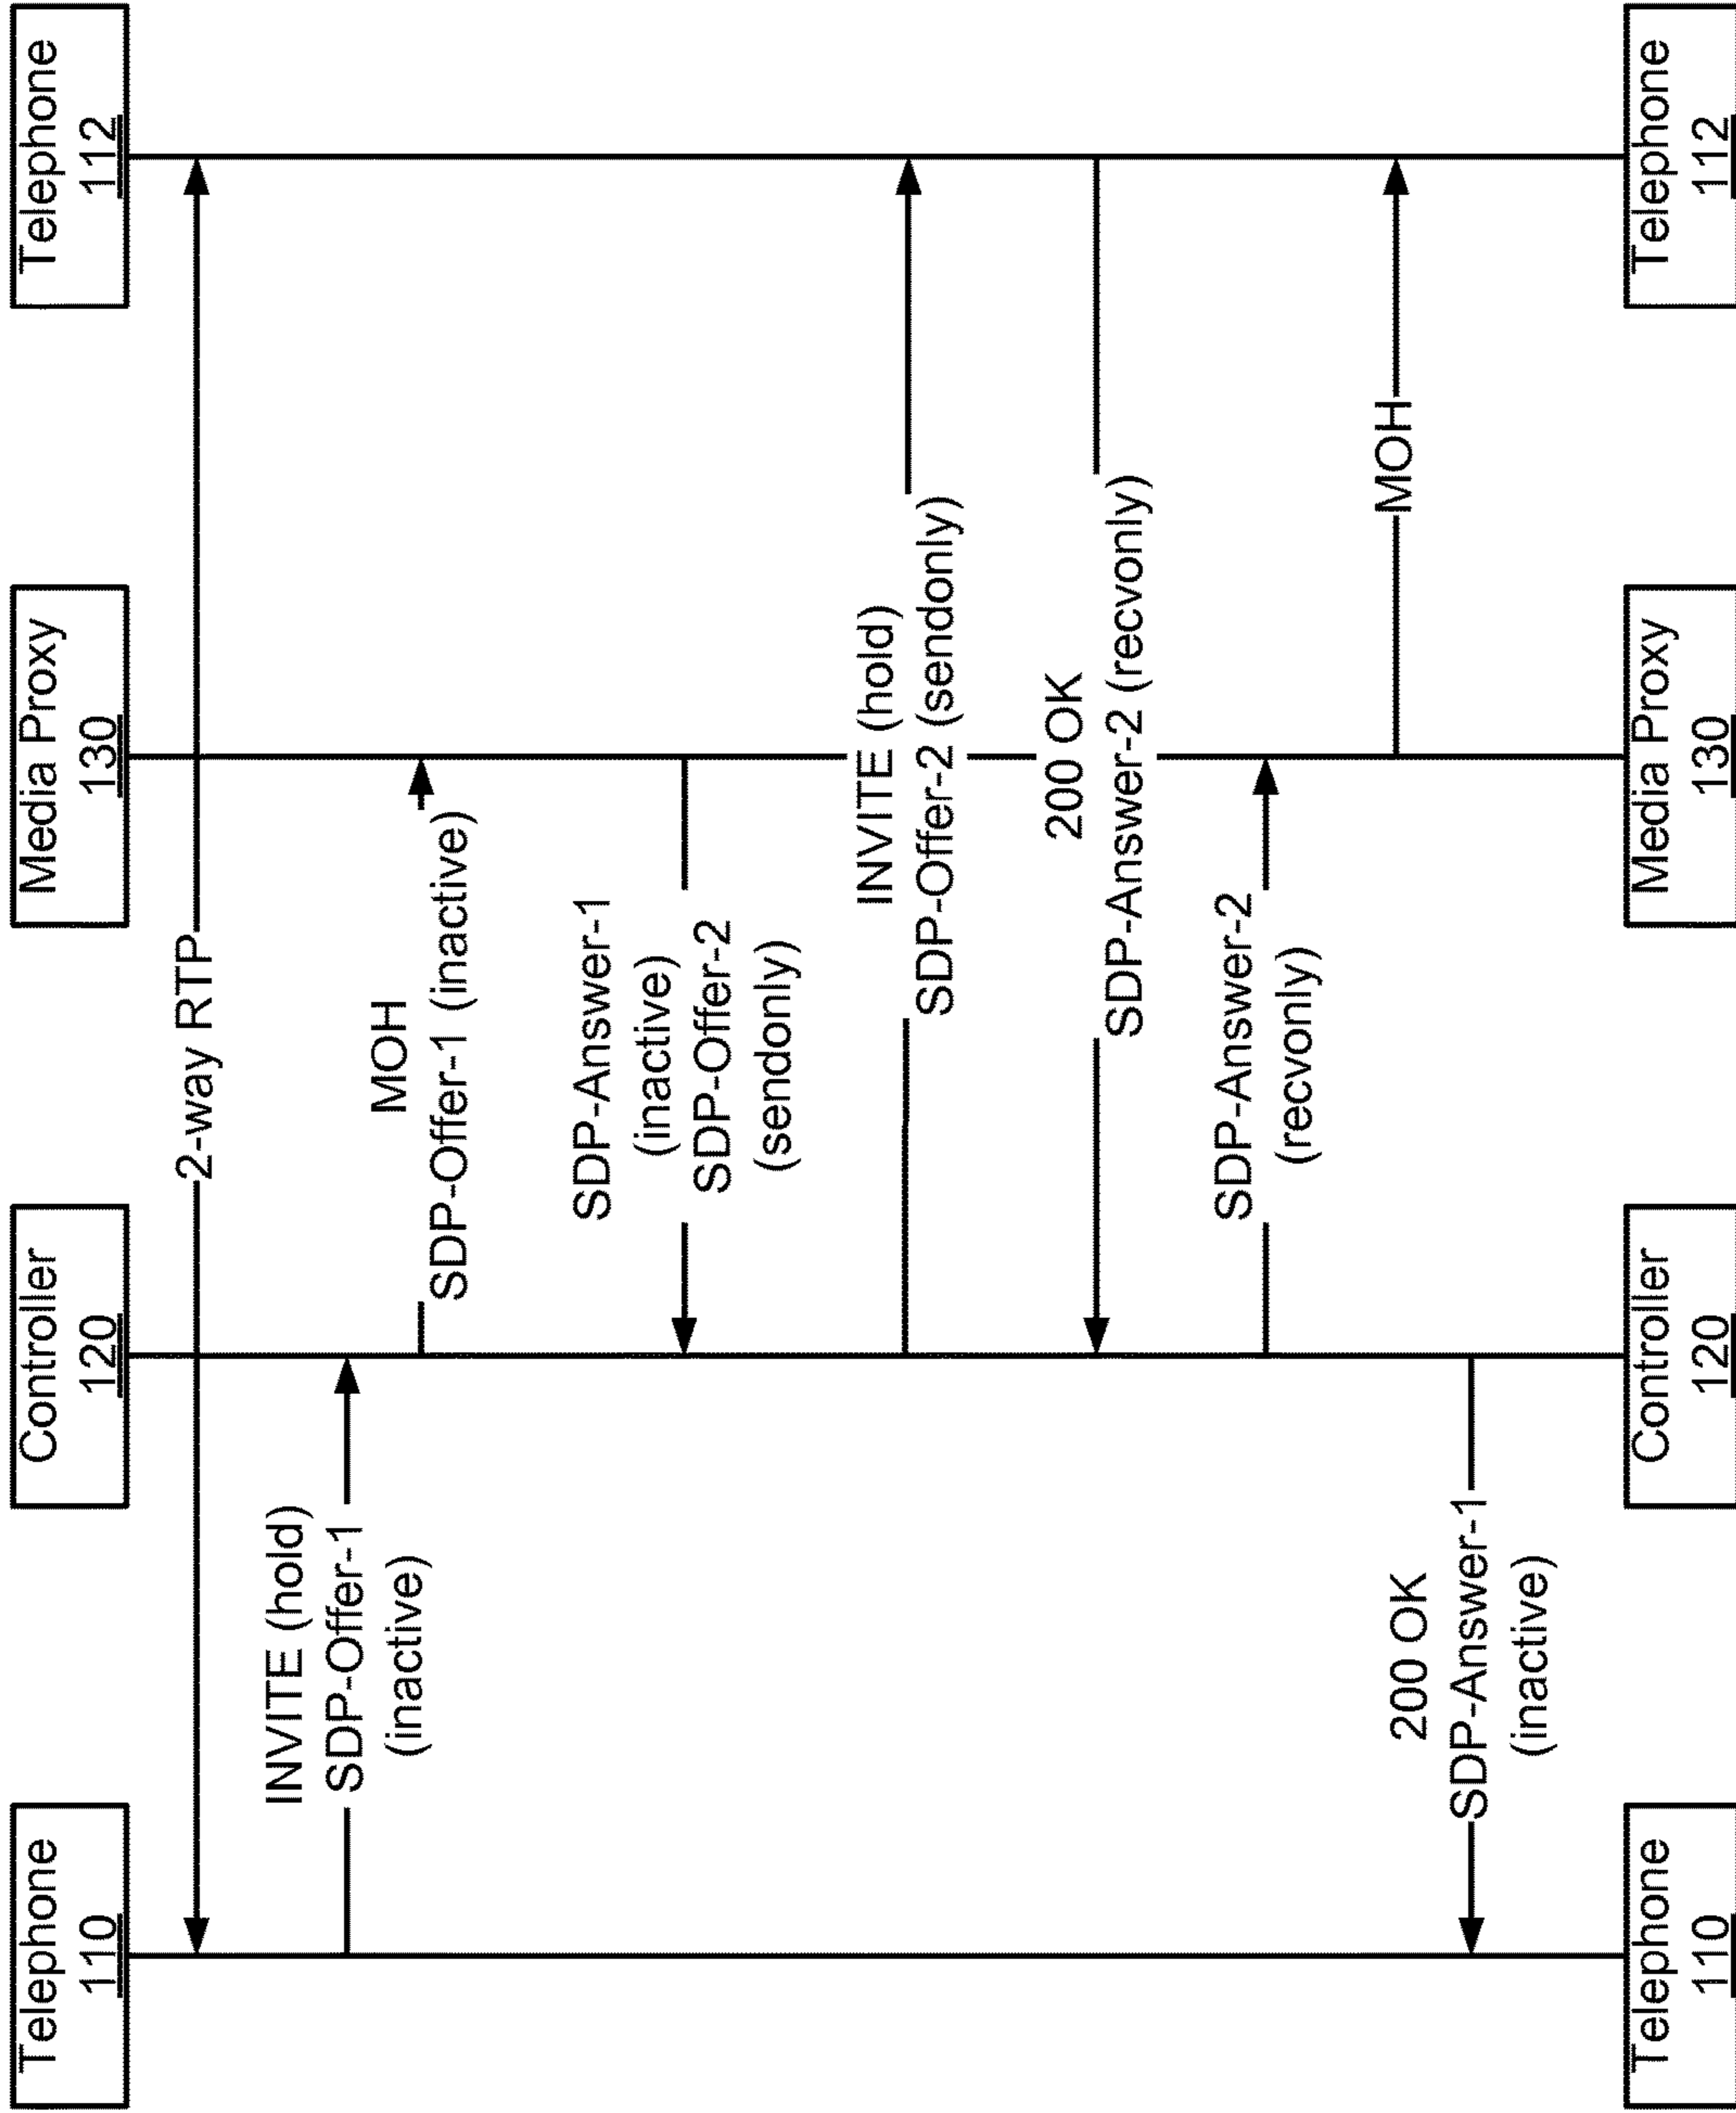 Telephone
110
Controller
120
Media Proxy
130
Telephone
112
2-way RTP
INVITE (hold)
SDP-Offer-1
(inactive)
MOH
SDP-Offer-1 (inactive)
SDP-Answer-1
(inactive)
SDP-Offer-2
(sendonly)
INVITE (hold)
SDP-Offer-2 (sendonly)
200 OK
SDP-Answer-2 (recvonly)
SDP-Answer-2
(recvonly)
MOH
200 OK
SDP-Answer-1
(inactive)
Telephone
110
Controller
120
Media Proxy
130
Telephone
112